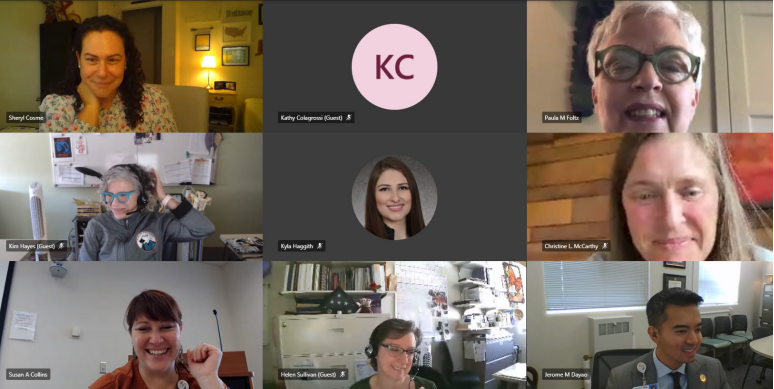 KC
Sheryl Cosme
Kathy Colagrossi (Guest)
Paula M Foltz
Kim Hayes (Guest)
Kyla Haggith
Christine L. McCarthy
Susan A Collins
Helen Sullivan (Guest)
Jerome M Dayao